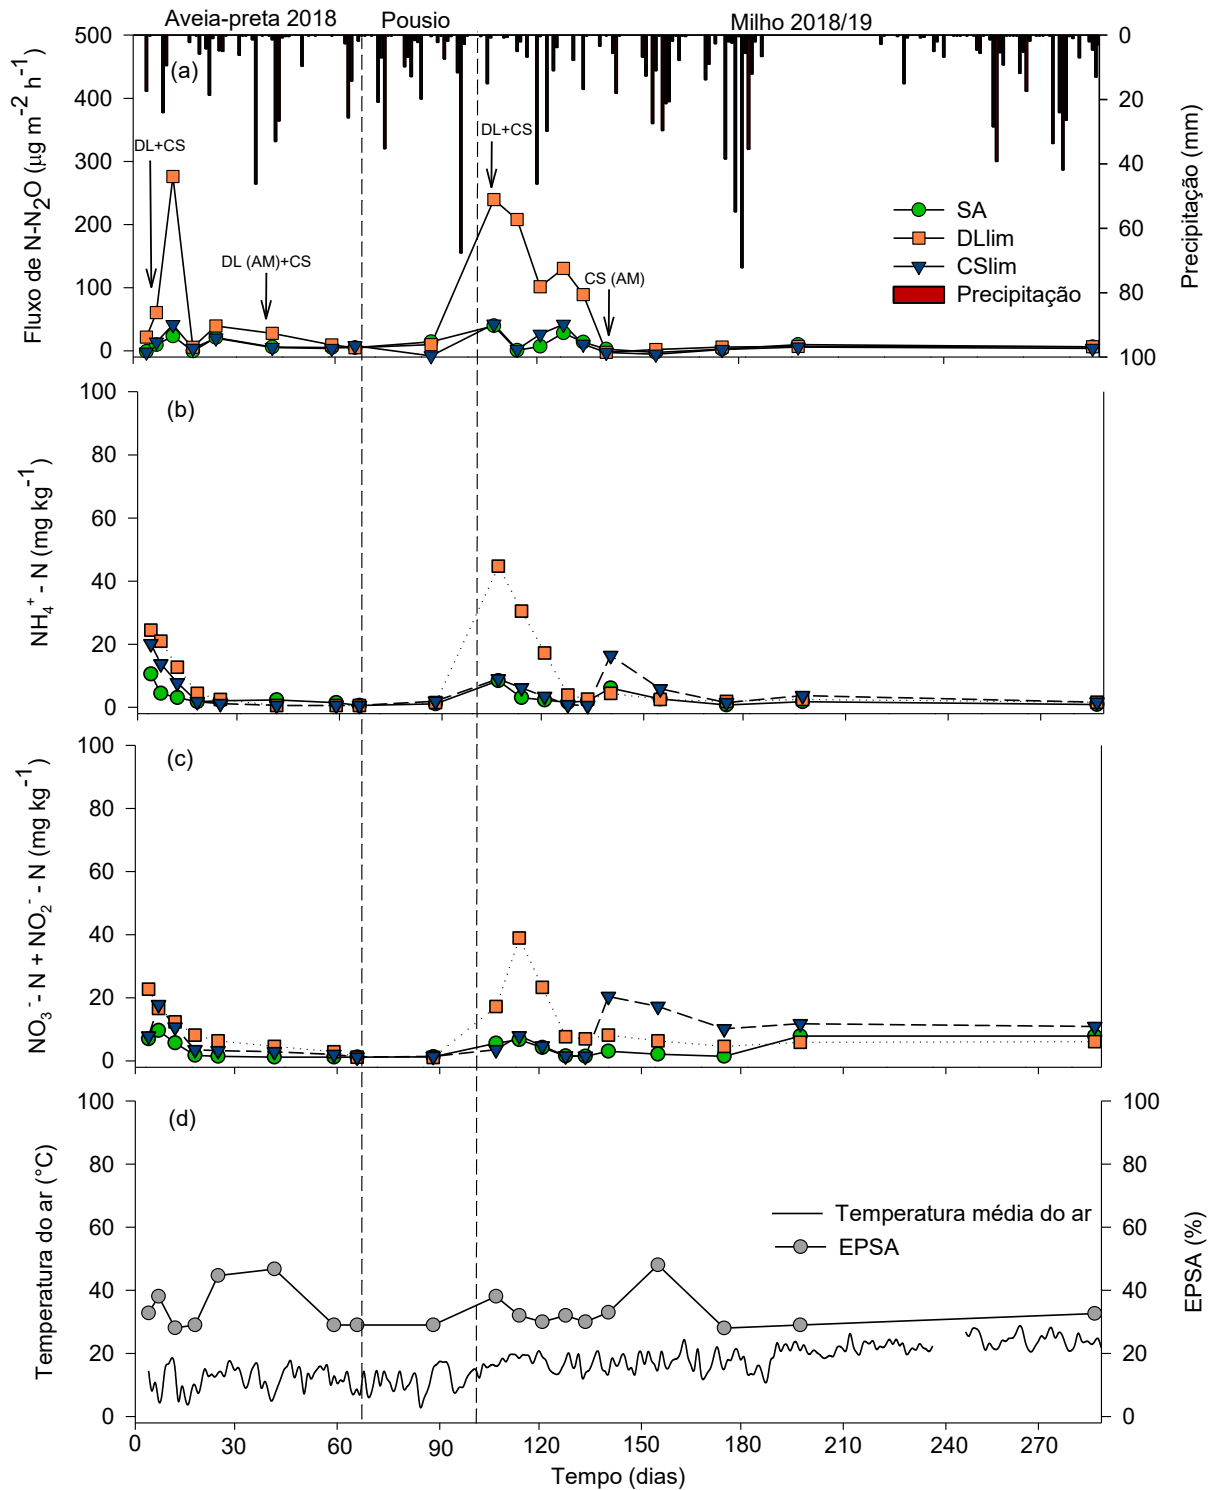 Aveia-preta 2018 Pousio Milho 2018/19
500 0
(a)
400 20
DL+CS DL+CS
300 40
Fluxo de N-N₂O (µg m⁻² h⁻¹)
Precipitação (mm)
200 60
SA
DLlim
DL (AM)+CS
CSlim
CS (AM)
100 80
Precipitação
0 100
100
(b)
80
60
NH₄⁺ - N (mg kg⁻¹)
40
20
0
100
(c)
80
60
NO₃⁻ - N + NO₂⁻ - N (mg kg⁻¹)
40
20
0
100 100
(d)
80 80
Temperatura do ar (°C)
EPSA (%)
60 60
Temperatura média do ar
EPSA
40 40
20 20
0 0
0 30 60 90 120 150 180 210 240 270
Tempo (dias)